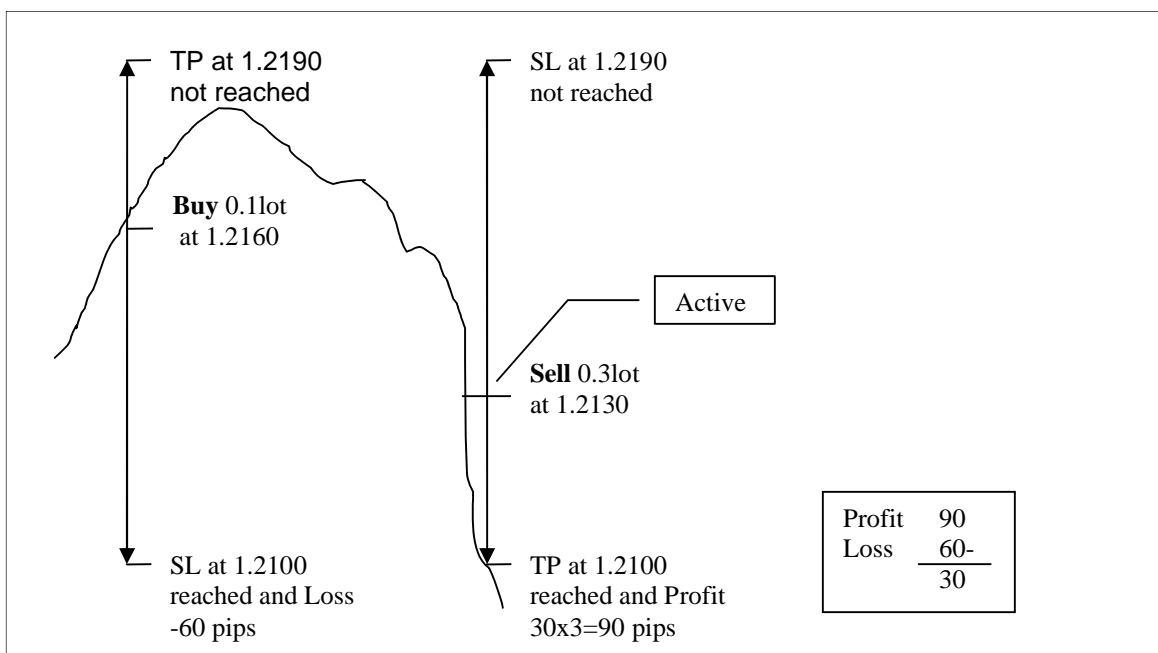 TP at 1.2190
not reached
Buy 0.1lot
at 1.2160
SL at 1.2100
reached and Loss
-60 pips
SL at 1.2190
not reached
Active
Sell 0.3lot
at 1.2130
TP at 1.2100
reached and Profit
30x3=90 pips
Profit 90
Loss 60-
30